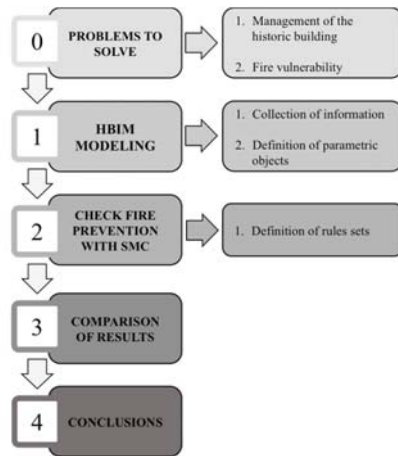 0
PROBLEMS TO
SOLVE
1. Management of the
historic building
2. Fire vulnerability
1
HBIM
MODELING
1. Collection of information
2. Definition of parametric
objects
2
CHECK FIRE
PREVENTION
WITH SMC
1. Definition of rules sets
3
COMPARISON
OF RESULTS
4
CONCLUSIONS